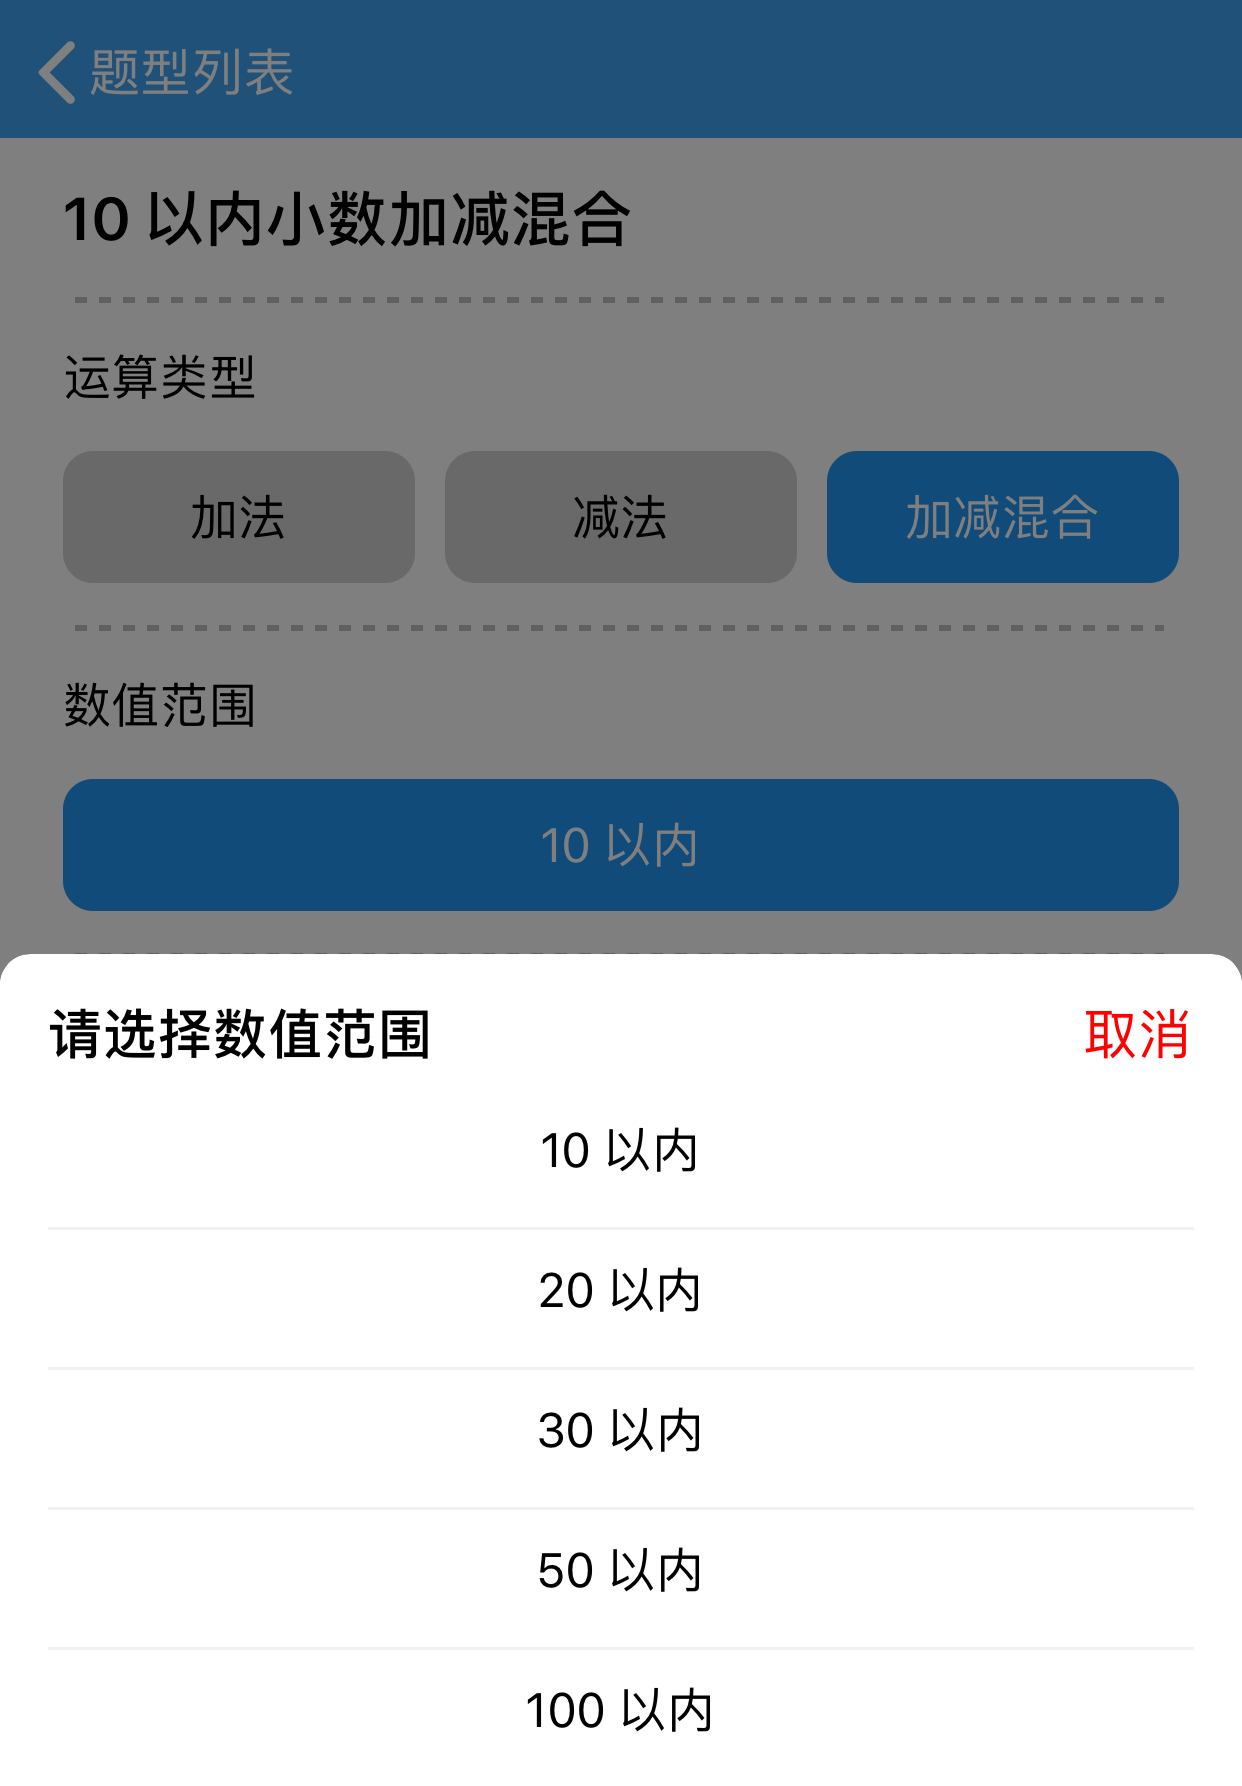 题型列表
10 以内小数加减混合
运算类型
加法 减法 加减混合
数值范围
10 以内
请选择数值范围 取消
10 以内
20 以内
30 以内
50 以内
100 以内